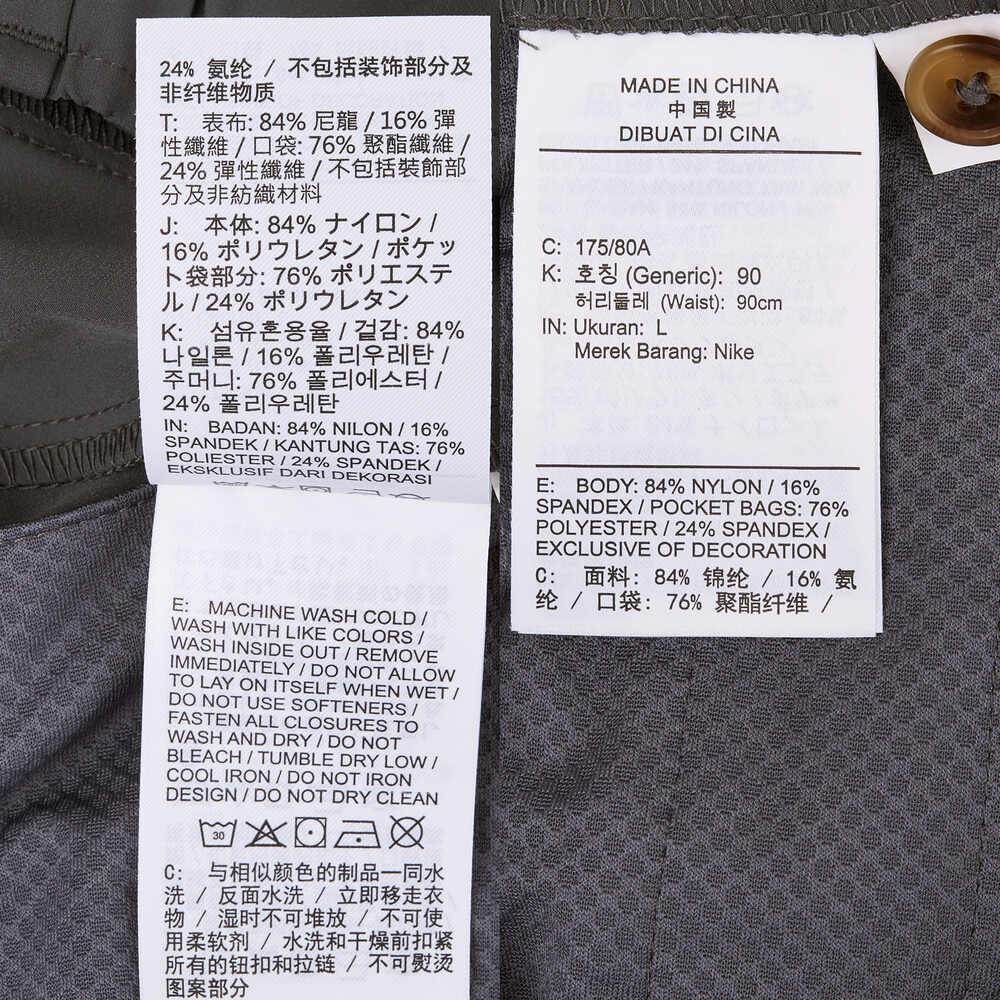 24% 氨纶 / 不包括装饰部分及
非纤维物质
T: 表布: 84% 尼龍 / 16% 彈
性纖維 / 口袋: 76% 聚酯纖維 /
24% 彈性纖維 / 不包括裝飾部
分及非紡織材料
J: 本体: 84% ナイロン /
16% ポリウレタン / ポケッ
ト袋部分: 76% ポリエステ
ル / 24% ポリウレタン
K: 섬유혼용율 / 겉감: 84%
나일론 / 16% 폴리우레탄 /
주머니: 76% 폴리에스터 /
24% 폴리우레탄
IN: BADAN: 84% NILON / 16%
SPANDEK / KANTUNG TAS: 76%
POLIESTER / 24% SPANDEK /
EKSKLUSIF DARI DEKORASI
E: MACHINE WASH COLD /
WASH WITH LIKE COLORS /
WASH INSIDE OUT / REMOVE
IMMEDIATELY / DO NOT ALLOW
TO LAY ON ITSELF WHEN WET /
DO NOT USE SOFTENERS /
FASTEN ALL CLOSURES TO
WASH AND DRY / DO NOT
BLEACH / TUMBLE DRY LOW /
COOL IRON / DO NOT IRON
DESIGN / DO NOT DRY CLEAN
30
C: 与相似颜色的制品一同水
洗 / 反面水洗 / 立即移走衣
物 / 湿时不可堆放 / 不可使
用柔软剂 / 水洗和干燥前扣紧
所有的钮扣和拉链 / 不可熨烫
图案部分
MADE IN CHINA
中国製
DIBUAT DI CINA
C: 175/80A
K: 호칭 (Generic): 90
허리둘레 (Waist): 90cm
IN: Ukuran: L
Merek Barang: Nike
E: BODY: 84% NYLON / 16%
SPANDEX / POCKET BAGS: 76%
POLYESTER / 24% SPANDEX /
EXCLUSIVE OF DECORATION
C: 面料: 84% 锦纶 / 16% 氨
纶 / 口袋: 76% 聚酯纤维 /